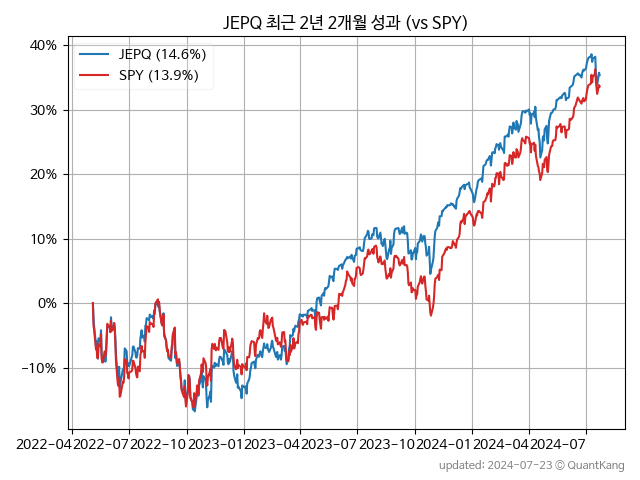 JEPQ 최근 2년 2개월 성과 (vs SPY)
JEPQ (14.6%)
SPY (13.9%)
40%
30%
20%
10%
0%
−10%
2022-04 2022-07 2022-10 2023-01 2023-04 2023-07 2023-10 2024-01 2024-04 2024-07
updated: 2024-07-23 © QuantKang